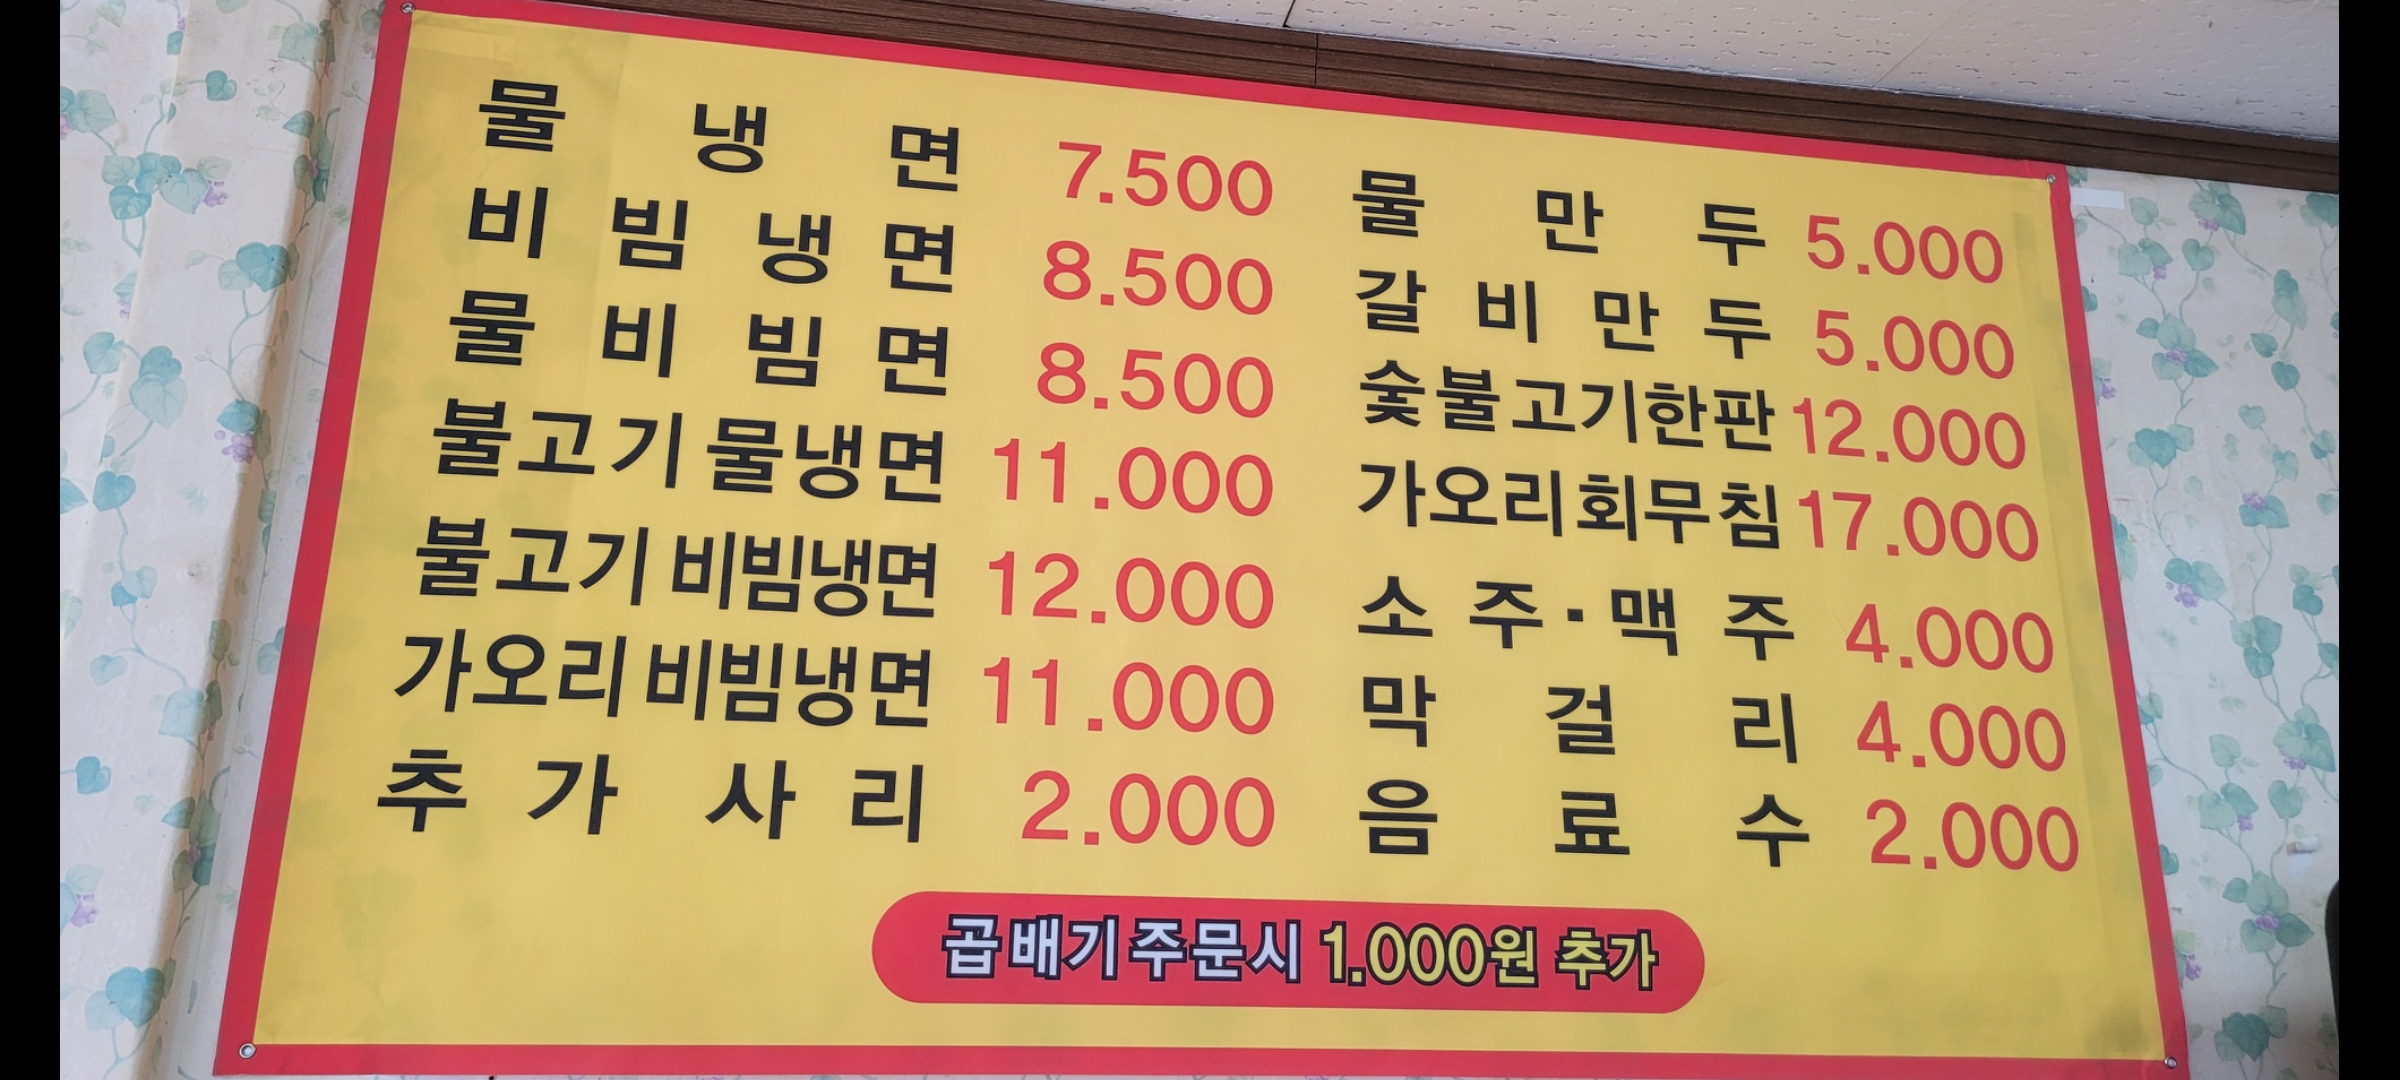 물 냉 면 7.500
비 빔 냉 면 8.500
물 비 빔 면 8.500
불고기 물냉면 11.000
불고기 비빔냉면 12.000
가오리 비빔냉면 11.000
추 가 사 리 2.000
물 만 두 5.000
갈 비 만 두 5.000
숯불고기한판 12.000
가오리회무침 17.000
소 주 · 맥 주 4.000
막 걸 리 4.000
음 료 수 2.000
곱배기 주문시 1.000원 추가